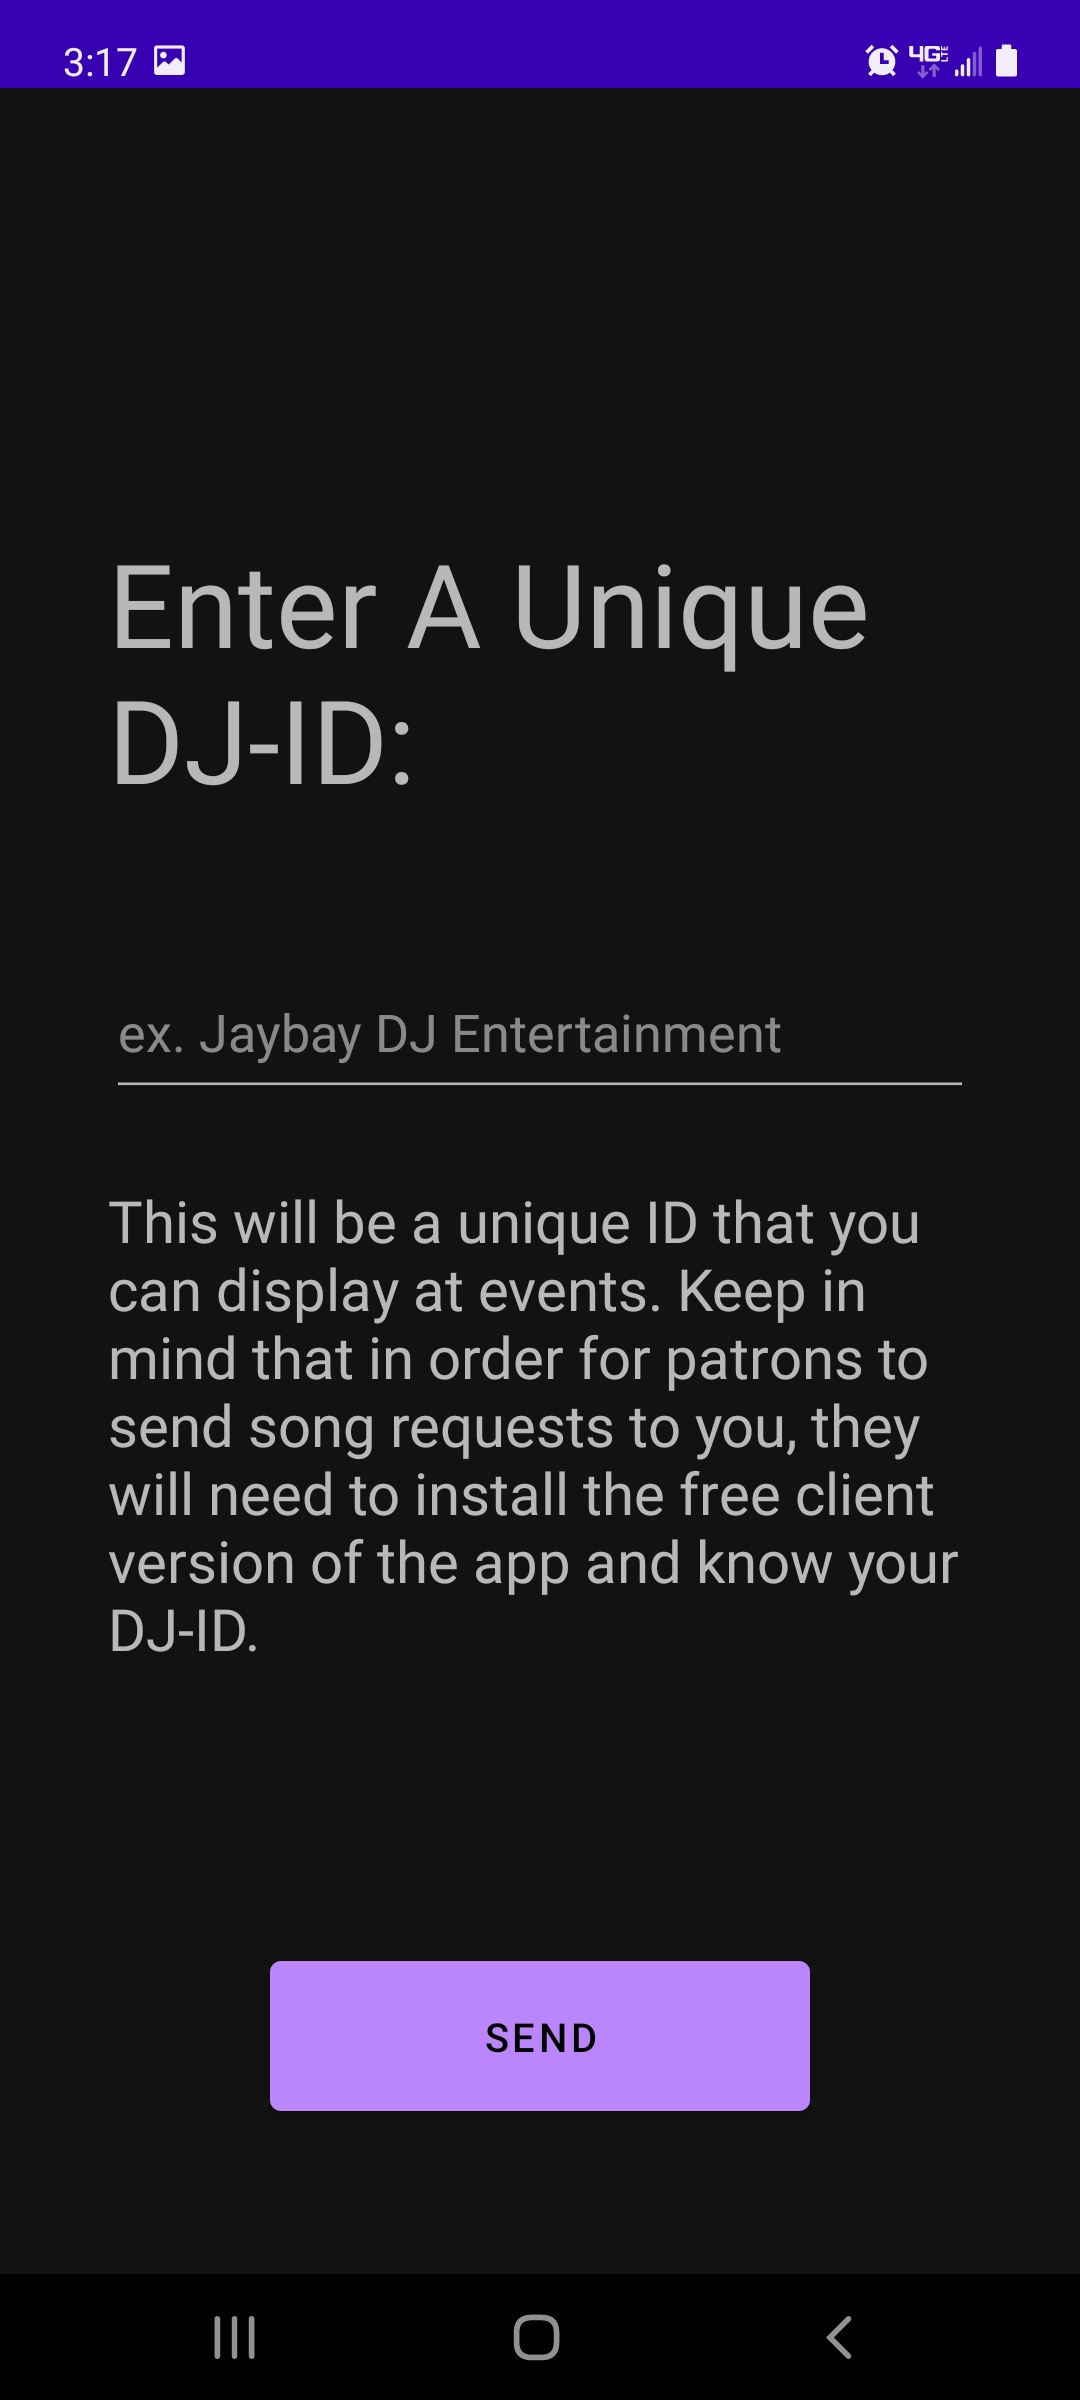 3:17
4G LTE
Enter A Unique
DJ-ID:
ex. Jaybay DJ Entertainment
This will be a unique ID that you
can display at events. Keep in
mind that in order for patrons to
send song requests to you, they
will need to install the free client
version of the app and know your
DJ-ID.
SEND